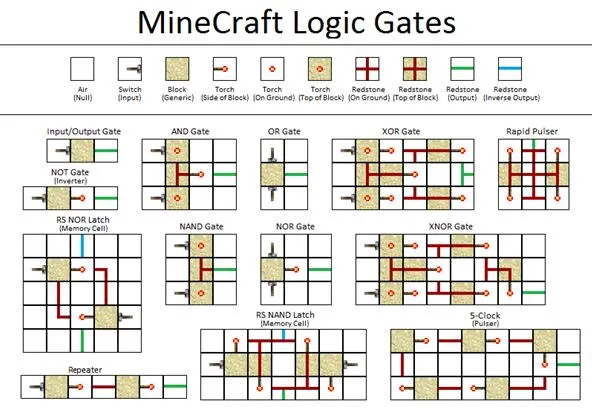 MineCraft Logic Gates
Air
(Null)
Switch
(Input)
Block
(Generic)
Torch
(Side of Block)
Torch
(On Ground)
Torch
(Top of Block)
Redstone
(On Ground)
Redstone
(Top of Block)
Redstone
(Output)
Redstone
(Inverse Output)
Input/Output Gate
AND Gate
OR Gate
XOR Gate
Rapid Pulser
NOT Gate
(Inverter)
RS NOR Latch
(Memory Cell)
NAND Gate
NOR Gate
XNOR Gate
RS NAND Latch
(Memory Cell)
5-Clock
(Pulser)
Repeater